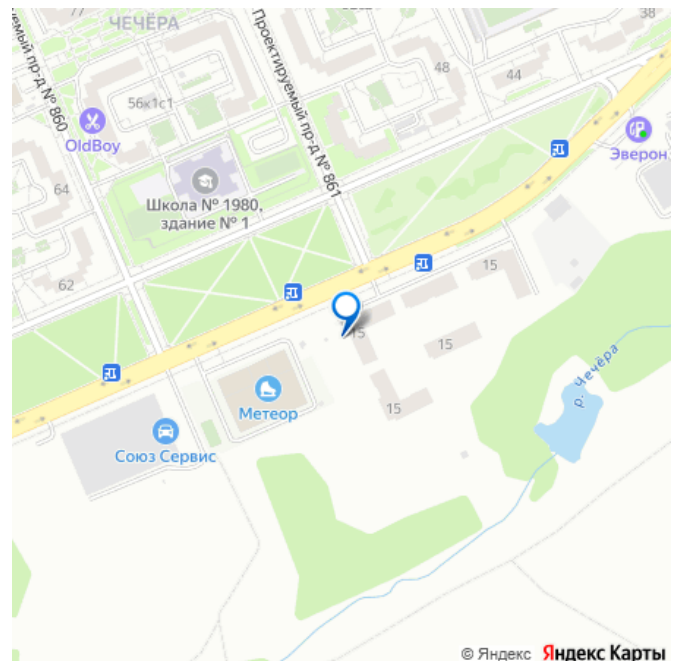 77
ЧЕЧЁРА
38
Проектируемый пр-д № 861
пр-д № 860
48
44
56к1с1
OldBoy
Эверон
64
Школа № 1980,
здание № 1
62
15
15
15
р. Чечёра
Метеор
15
Союз Сервис
© Яндекс Яндекс Карты